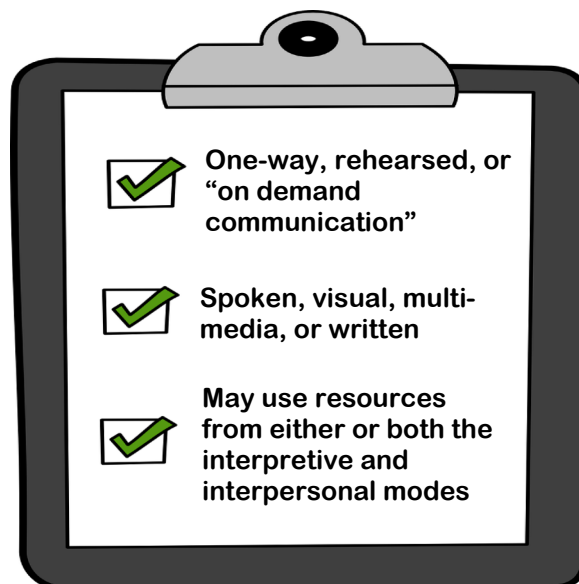 One-way, rehearsed, or
“on demand
communication”
Spoken, visual, multi-
media, or written
May use resources
from either or both the
interpretive and
interpersonal modes